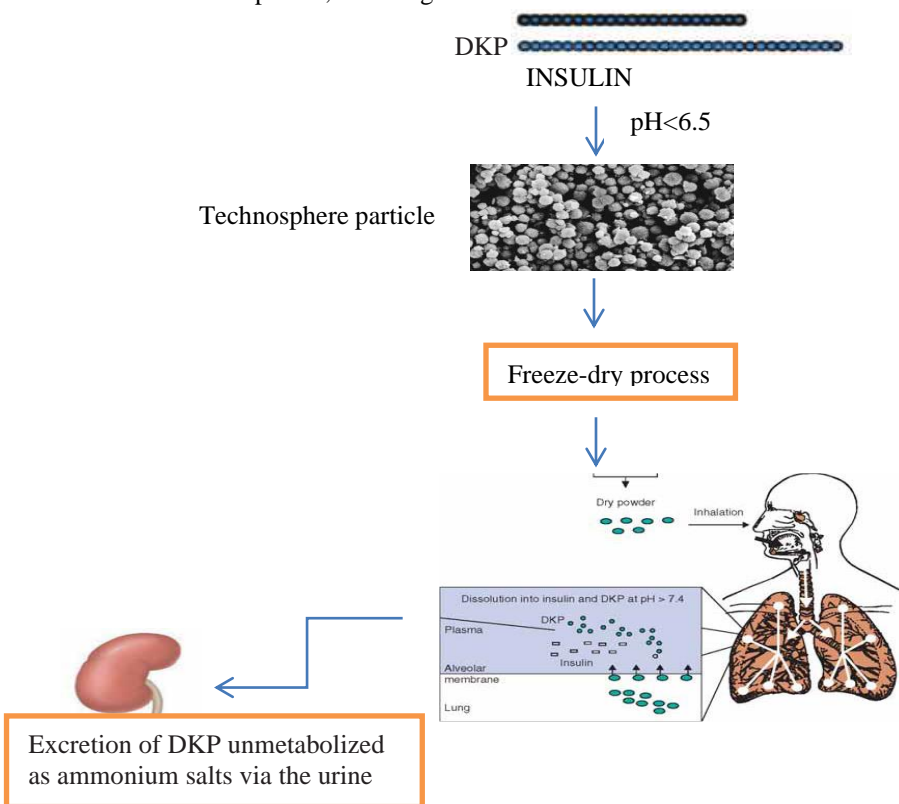 DKP
INSULIN
pH<6.5
Technosphere particle
Freeze-dry process
Dry powder
Inhalation
Dissolution into insulin and DKP at pH > 7.4
DKP
Plasma
Insulin
Alveolar
membrane
Lung
Excretion of DKP unmetabolized
as ammonium salts via the urine